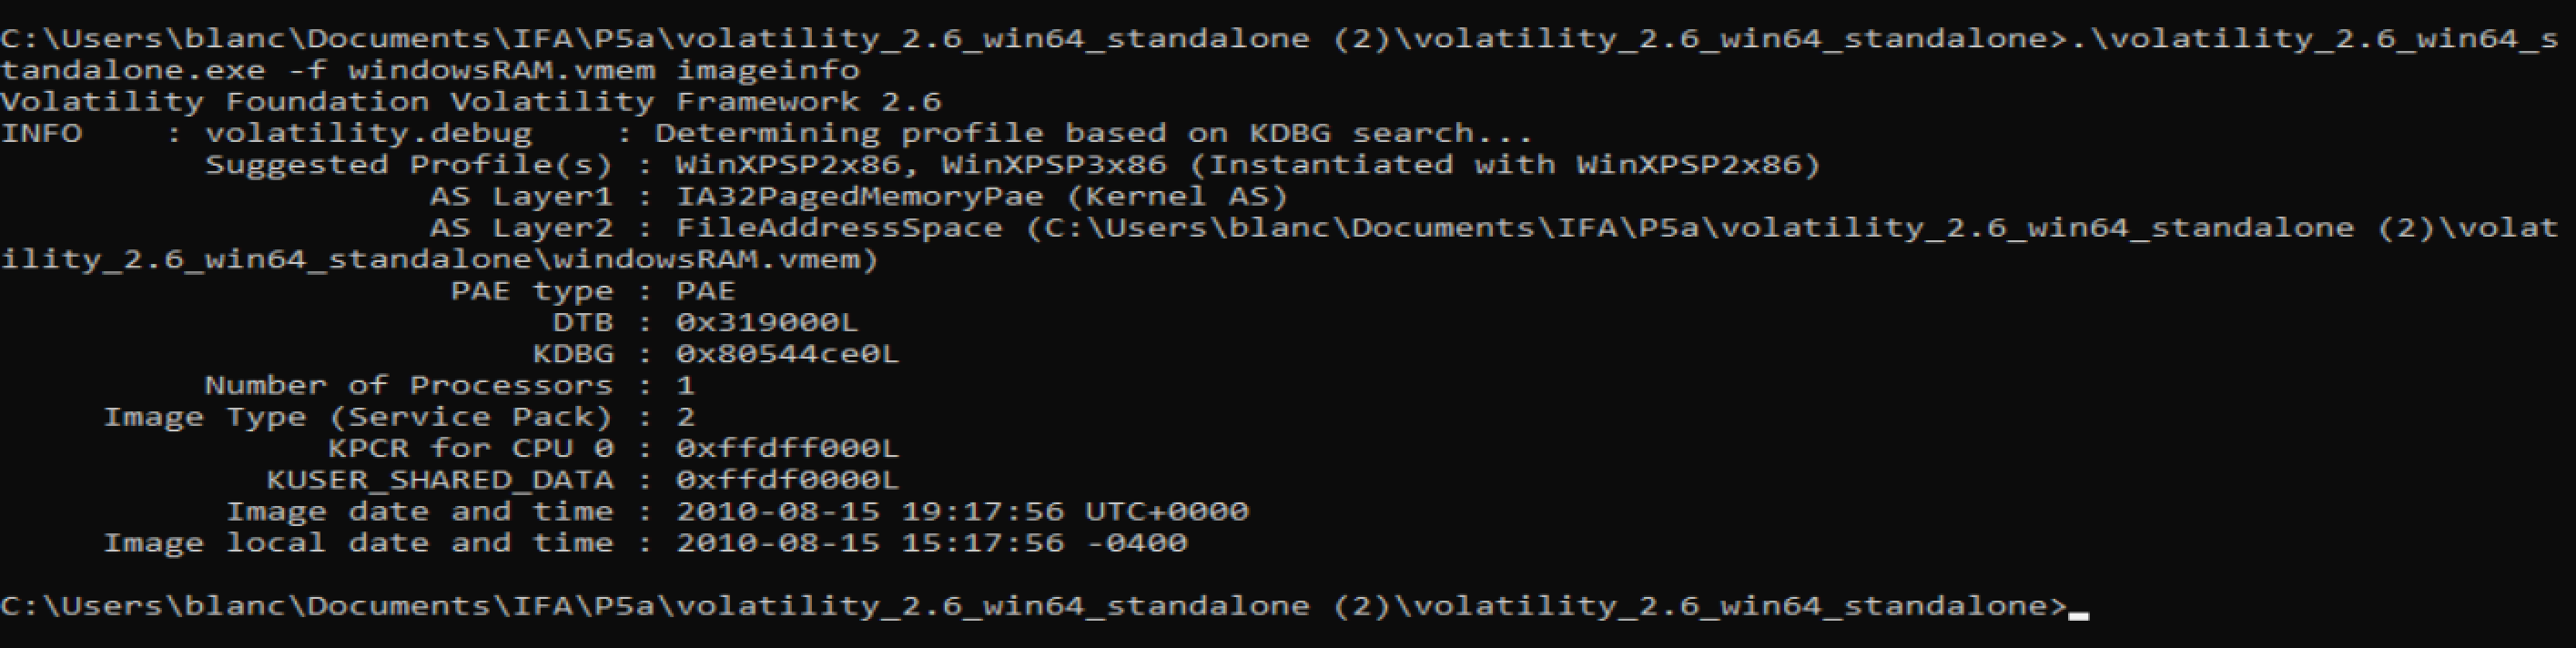 C:\Users\blanc\Documents\IFA\P5a\volatility_2.6_win64_standalone (2)\volatility_2.6_win64_standalone>.\volatility_2.6_win64_s
tandalone.exe -f windowsRAM.vmem imageinfo
Volatility Foundation Volatility Framework 2.6
INFO    : volatility.debug    : Determining profile based on KDBG search...
          Suggested Profile(s) : WinXPSP2x86, WinXPSP3x86 (Instantiated with WinXPSP2x86)
                     AS Layer1 : IA32PagedMemoryPae (Kernel AS)
                     AS Layer2 : FileAddressSpace (C:\Users\blanc\Documents\IFA\P5a\volatility_2.6_win64_standalone (2)\volat
ility_2.6_win64_standalone\windowsRAM.vmem)
                      PAE type : PAE
                           DTB : 0x319000L
                          KDBG : 0x80544ce0L
          Number of Processors : 1
     Image Type (Service Pack) : 2
                KPCR for CPU 0 : 0xffdff000L
             KUSER_SHARED_DATA : 0xffdf0000L
           Image date and time : 2010-08-15 19:17:56 UTC+0000
     Image local date and time : 2010-08-15 15:17:56 -0400
C:\Users\blanc\Documents\IFA\P5a\volatility_2.6_win64_standalone (2)\volatility_2.6_win64_standalone>